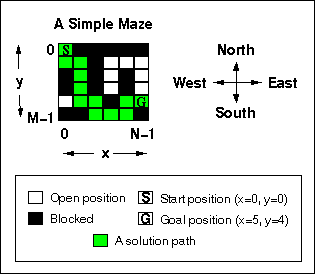 A Simple Maze
0 S
y
G
M-1
0 N-1
x
North
West East
South
Open position
Blocked
S Start position (x=0, y=0)
G Goal position (x=5, y=4)
A solution path